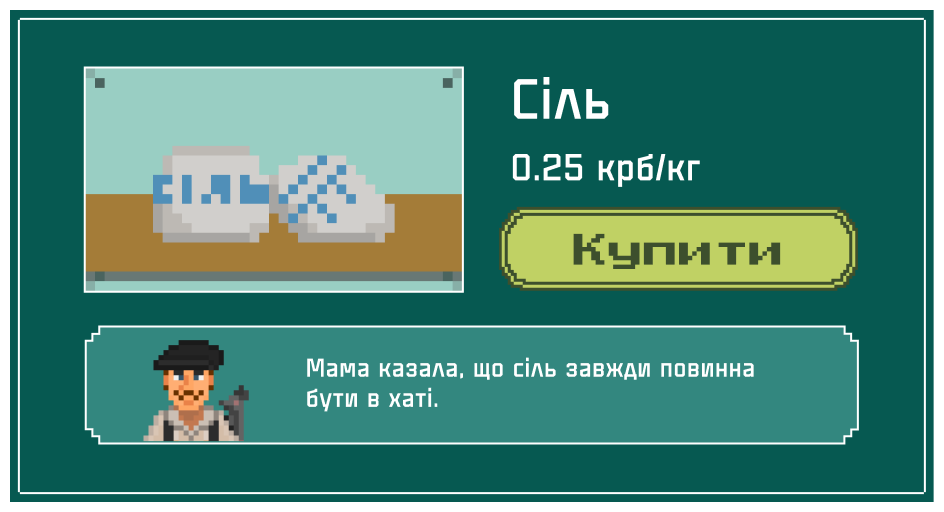 Сіль
0.25 крб/кг
Купити
СІЛЬ
Мама казала, що сіль завжди повинна
бути в хаті.